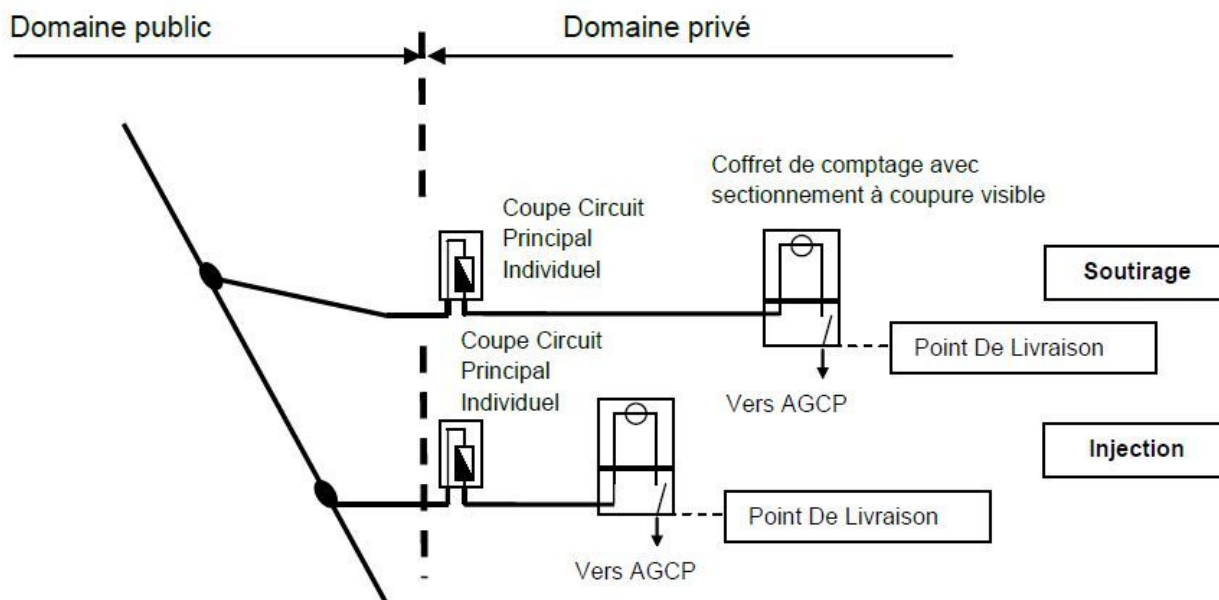 Domaine public
Domaine privé
Coffret de comptage avec
sectionnement à coupure visible
Coupe Circuit
Principal
Individuel
Soutirage
Point De Livraison
Vers AGCP
Coupe Circuit
Principal
Individuel
Injection
Point De Livraison
Vers AGCP